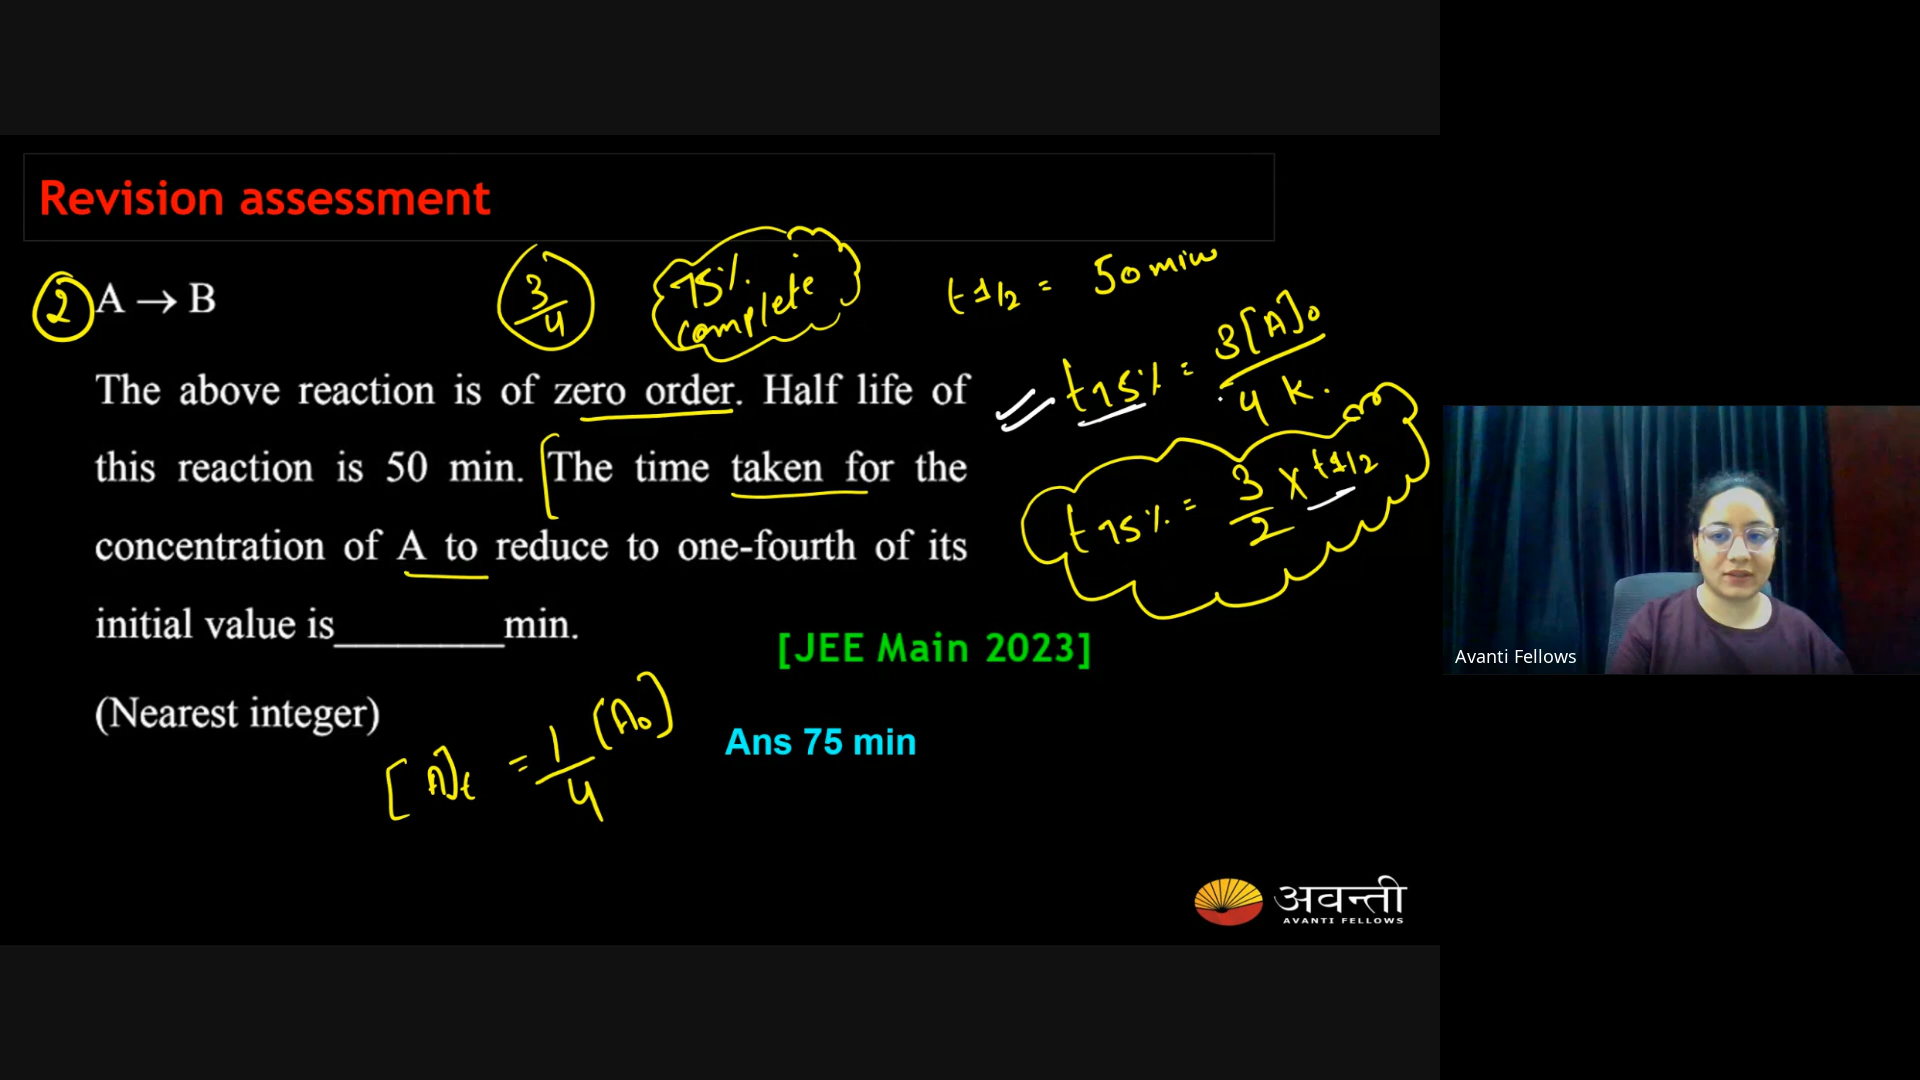 Revision assessment
② A → B
3/4
75% complete
t1/2 = 50 min
The above reaction is of zero order. Half life of
this reaction is 50 min. [The time taken for the
concentration of A to reduce to one-fourth of its
initial value is________min.
(Nearest integer)
t75% = 3[A]0 / 4k.
t75% = 3/2 x t1/2
[JEE Main 2023]
[A]t = 1/4 [A0]
Ans 75 min
Avanti Fellows
अवन्ती
AVANTI FELLOWS